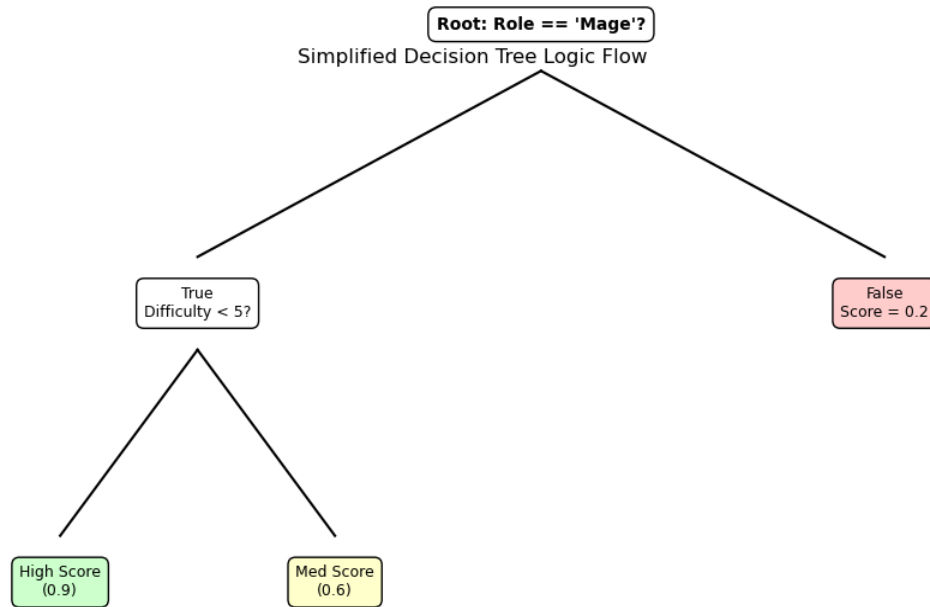 Root: Role == 'Mage'?
Simplified Decision Tree Logic Flow
True
Difficulty < 5?
False
Score = 0.2
High Score
(0.9)
Med Score
(0.6)